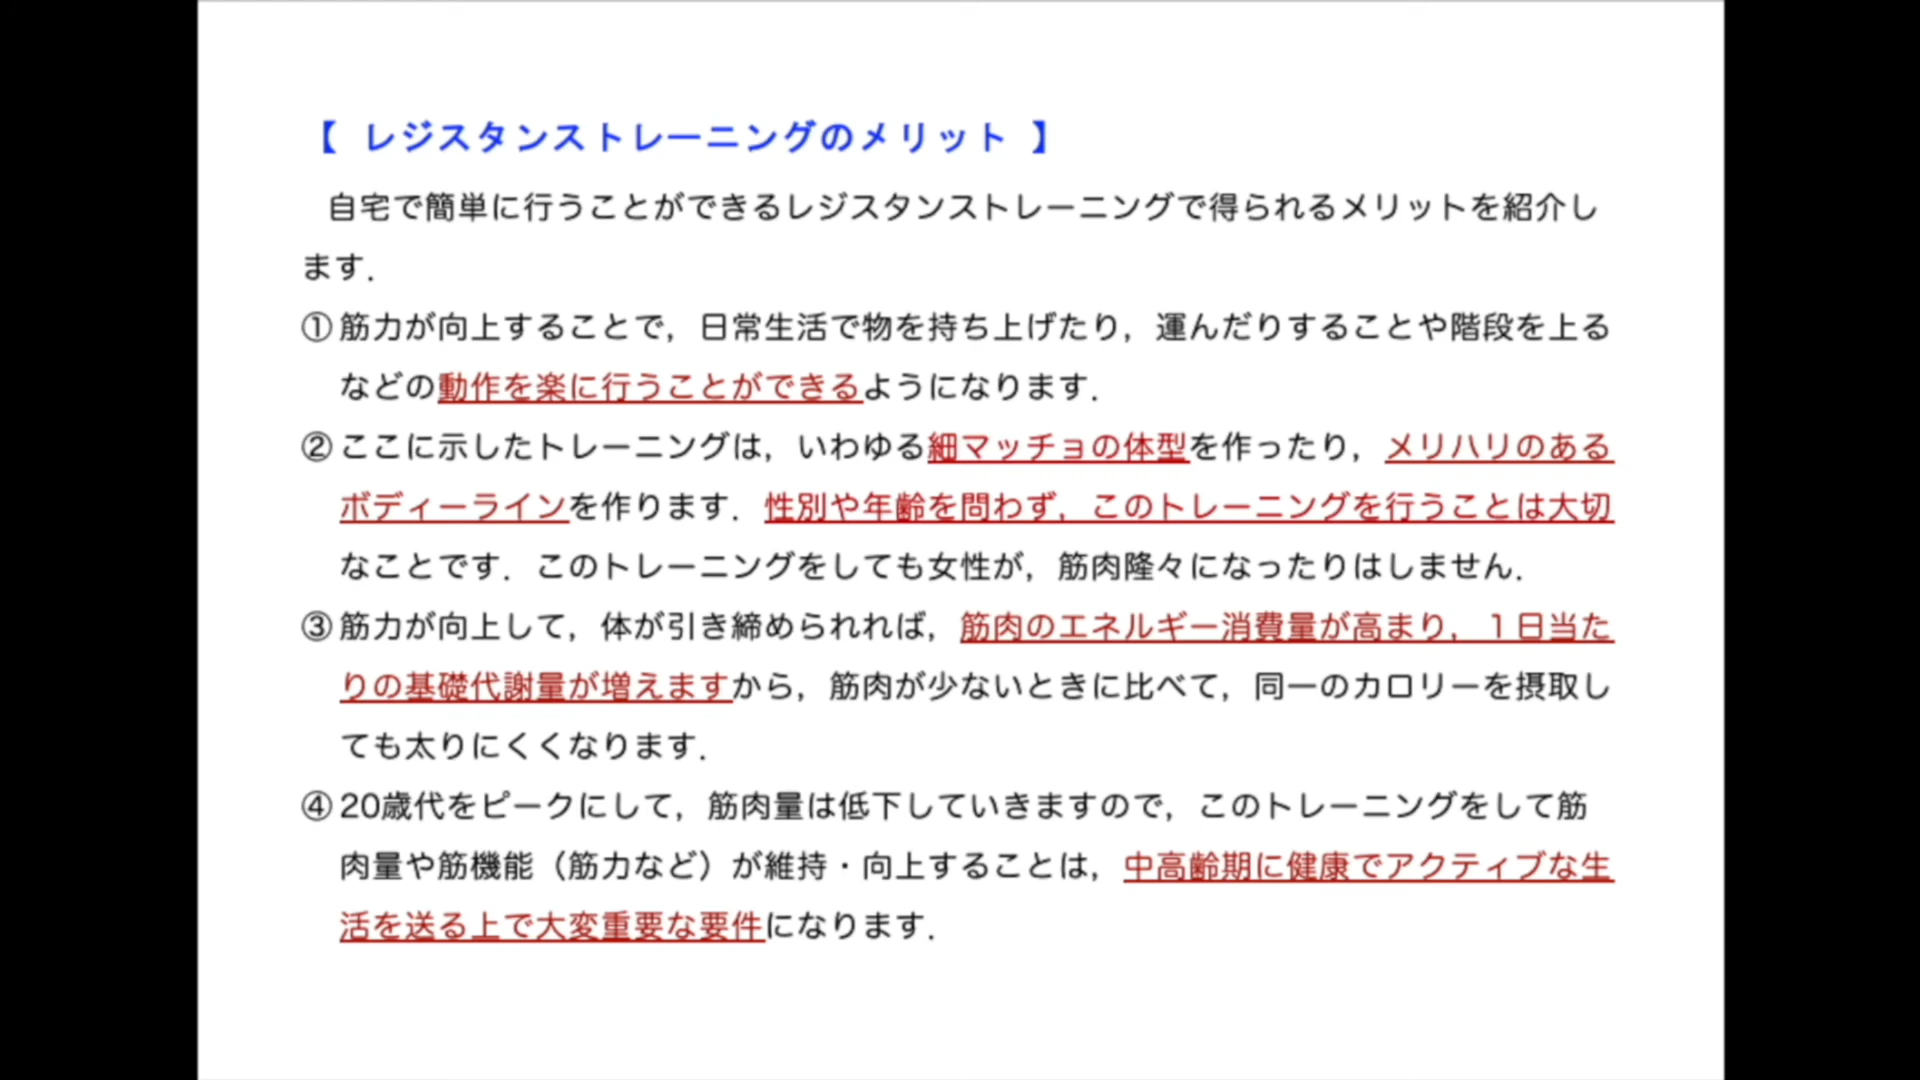 【 レジスタンストレーニングのメリット 】
自宅で簡単に行うことができるレジスタンストレーニングで得られるメリットを紹介し
ます．
①筋力が向上することで，日常生活で物を持ち上げたり，運んだりすることや階段を上る
などの動作を楽に行うことができるようになります．
②ここに示したトレーニングは，いわゆる細マッチョの体型を作ったり，メリハリのある
ボディーラインを作ります．性別や年齢を問わず，このトレーニングを行うことは大切
なことです．このトレーニングをしても女性が，筋肉隆々になったりはしません．
③筋力が向上して，体が引き締められれば，筋肉のエネルギー消費量が高まり，１日当た
りの基礎代謝量が増えますから，筋肉が少ないときに比べて，同一のカロリーを摂取し
ても太りにくくなります．
④20歳代をピークにして，筋肉量は低下していきますので，このトレーニングをして筋
肉量や筋機能（筋力など）が維持・向上することは，中高齢期に健康でアクティブな生
活を送る上で大変重要な要件になります．